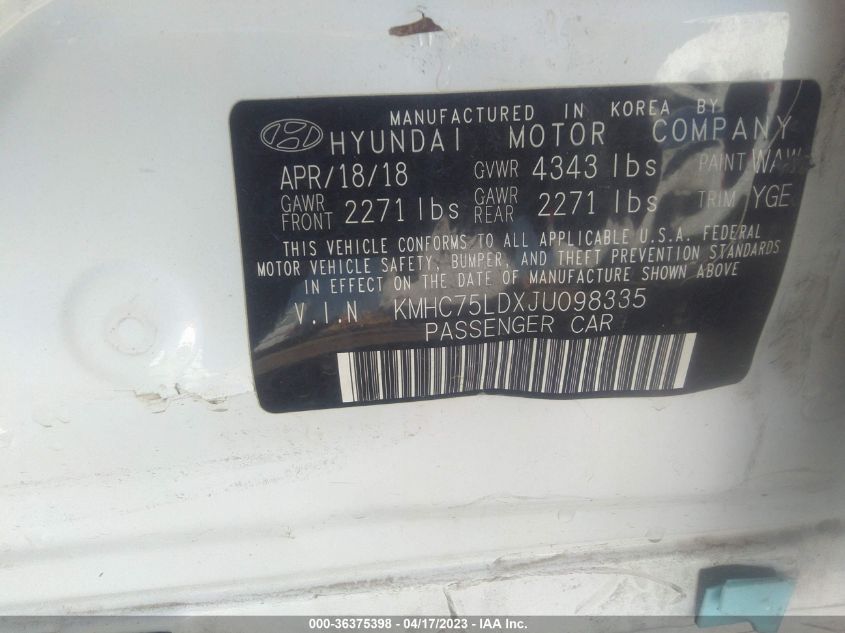 MANUFACTURED IN KOREA BY
HYUNDAI MOTOR COMPANY
APR/18/18 GVWR 4343 lbs PAINT WAW
GAWR FRONT 2271 lbs GAWR REAR 2271 lbs TRIM YGE
THIS VEHICLE CONFORMS TO ALL APPLICABLE U.S.A. FEDERAL
MOTOR VEHICLE SAFETY, BUMPER, AND THEFT PREVENTION STANDARDS
IN EFFECT ON THE DATE OF MANUFACTURE SHOWN ABOVE
V.I.N KMHC75LDXJU098335
PASSENGER CAR
000-36375398 - 04/17/2023 - IAA Inc.